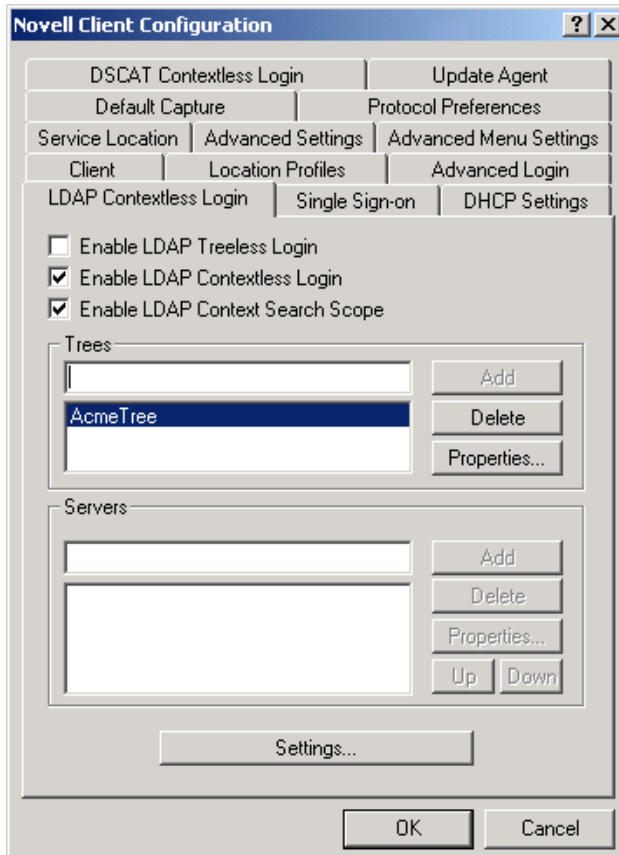 Novell Client Configuration
DSCAT Contextless Login Update Agent
Default Capture Protocol Preferences
Service Location Advanced Settings Advanced Menu Settings
Client Location Profiles Advanced Login
LDAP Contextless Login Single Sign-on DHCP Settings
Enable LDAP Treeless Login
Enable LDAP Contextless Login
Enable LDAP Context Search Scope
Trees
Add
AcmeTree Delete
Properties...
Servers
Add
Delete
Properties...
Up Down
Settings...
OK Cancel